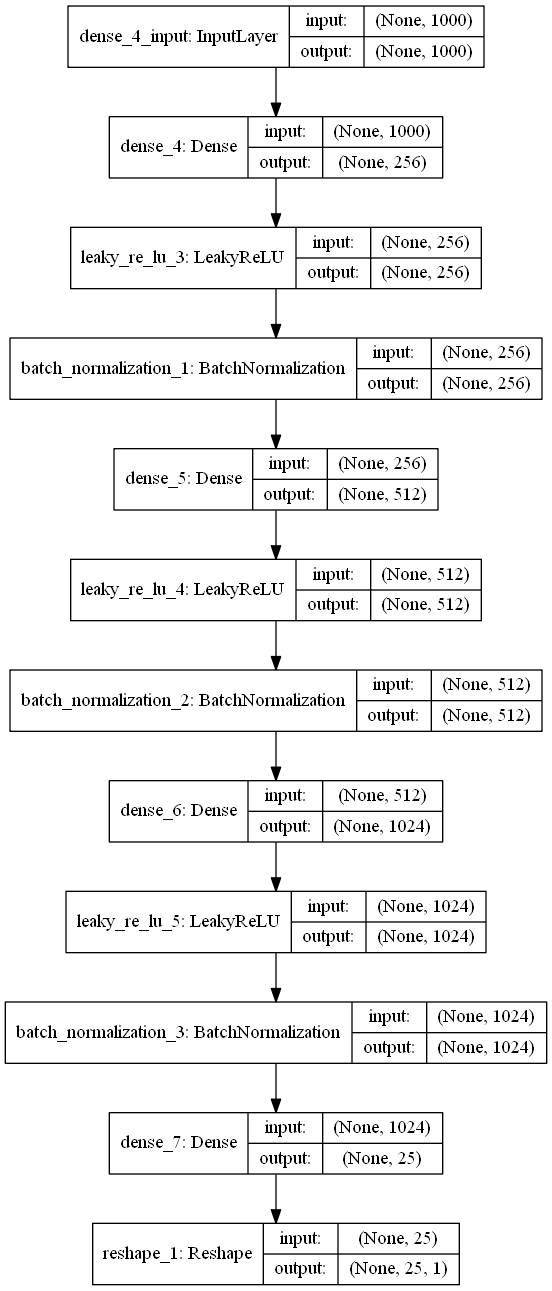 dense_4_input: InputLayer
input: (None, 1000)
output: (None, 1000)
dense_4: Dense
input: (None, 1000)
output: (None, 256)
leaky_re_lu_3: LeakyReLU
input: (None, 256)
output: (None, 256)
batch_normalization_1: BatchNormalization
input: (None, 256)
output: (None, 256)
dense_5: Dense
input: (None, 256)
output: (None, 512)
leaky_re_lu_4: LeakyReLU
input: (None, 512)
output: (None, 512)
batch_normalization_2: BatchNormalization
input: (None, 512)
output: (None, 512)
dense_6: Dense
input: (None, 512)
output: (None, 1024)
leaky_re_lu_5: LeakyReLU
input: (None, 1024)
output: (None, 1024)
batch_normalization_3: BatchNormalization
input: (None, 1024)
output: (None, 1024)
dense_7: Dense
input: (None, 1024)
output: (None, 25)
reshape_1: Reshape
input: (None, 25)
output: (None, 25, 1)